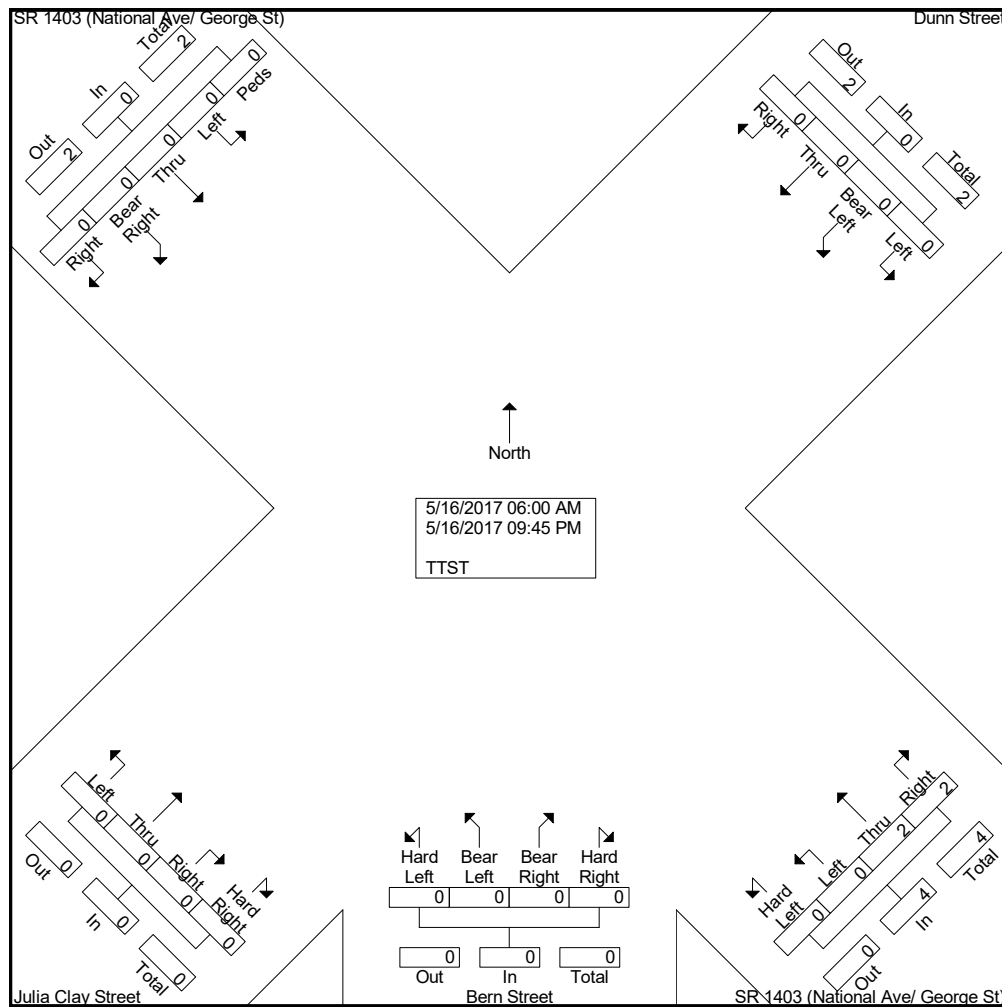 SR 1403 (National Ave/ George St)
Out 2
In 0
Total 2
0 0 0 0 0
Right
Bear Right
Thru
Left
Peds
Dunn Street
Out 2
In 0
Total 2
0 0 0 0
Right
Thru
Bear Left
Left
North
5/16/2017 06:00 AM
5/16/2017 09:45 PM
TTST
Left
Thru
Right
Hard Right
0 0 0 0
Out 0
In 0
Total 0
Julia Clay Street
Hard Left
Bear Left
Bear Right
Hard Right
0 0 0 0
0 0 0
Out In Total
Bern Street
Hard Left
Left
Thru
Right
0 0 2 2
Out 0
In 4
Total 4
SR 1403 (National Ave/ George St)